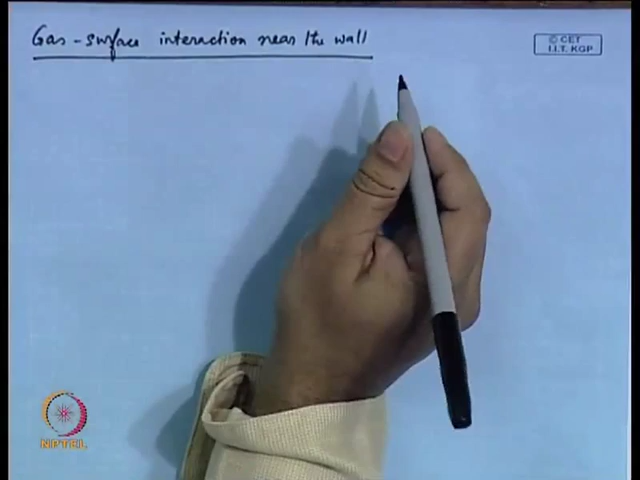 Gas-surface interaction near the wall
© CET
I.I.T. KGP
NPTEL